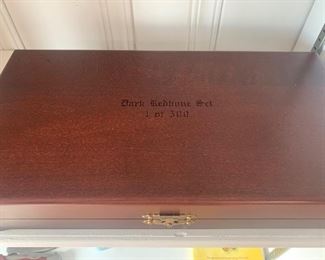 Dark Redbone Set
1 of 300